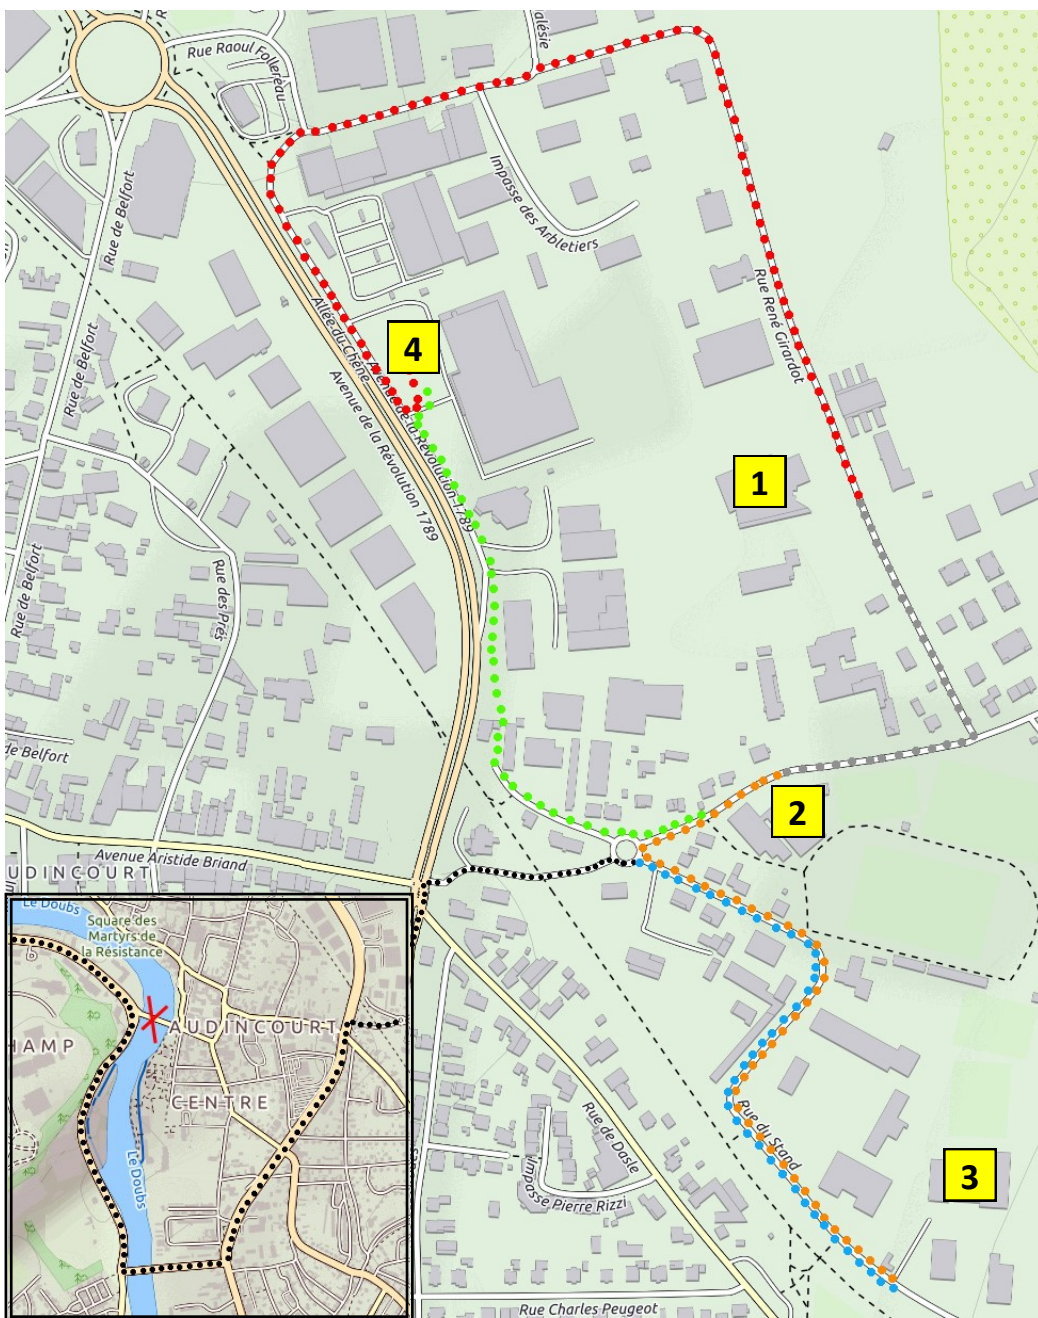 Rue Raoul Follereau
alésie
Rue de Belfort
Impasse des Arbletiers
Rue René Girardot
Allée du Chêne
4
Avenue de la Révolution 1789
Avenue de la Révolution 1789
Rue de Belfort
1
Rue de Belfort
Rue des Prés
de Belfort
2
Avenue Aristide Briand
UDINCOURT
Le Doubs
Square des
Martyrs de
la Résistance
AUDINCOURT
HAMP
CENTRE
Le Doubs
Rue du Stand
Rue de Dasle
Impasse Pierre Rizzi
3
Rue Charles Peugeot